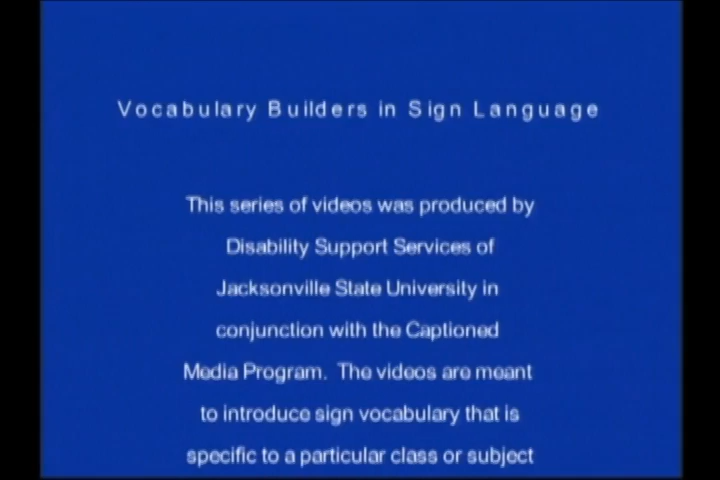 Vocabulary Builders in Sign Language
This series of videos was produced by
Disability Support Services of
Jacksonville State University in
conjunction with the Captioned
Media Program. The videos are meant
to introduce sign vocabulary that is
specific to a particular class or subject